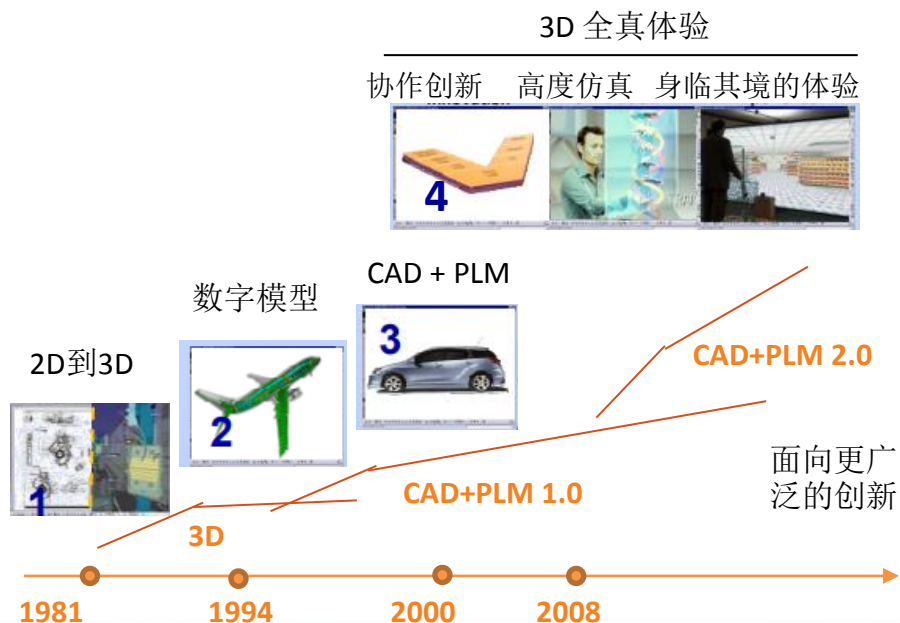 3D 全真体验
协作创新 高度仿真 身临其境的体验
4
CAD + PLM
数字模型
3
2D到3D
2
1
CAD+PLM 2.0
面向更广
泛的创新
CAD+PLM 1.0
3D
1981 1994 2000 2008